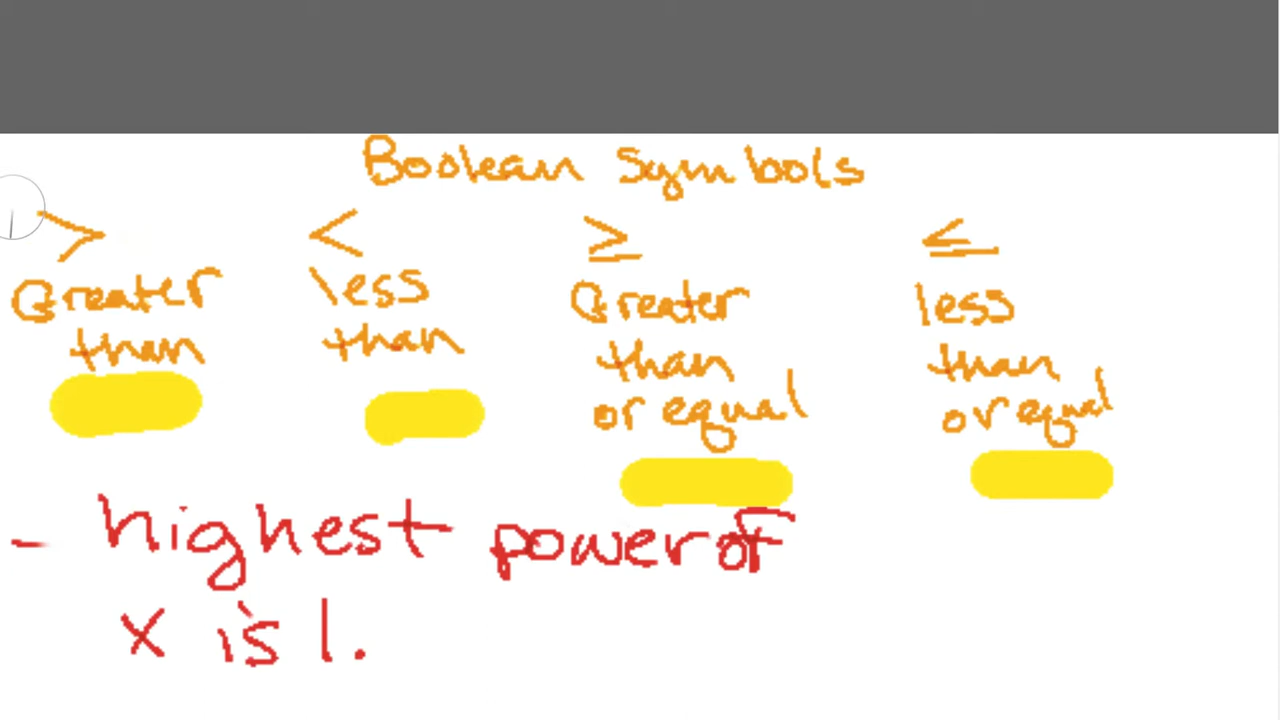 Boolean Symbols
> < ≥ ≤
Greater than
less than
Greater than or equal
less than or equal
- highest power of
x is 1.